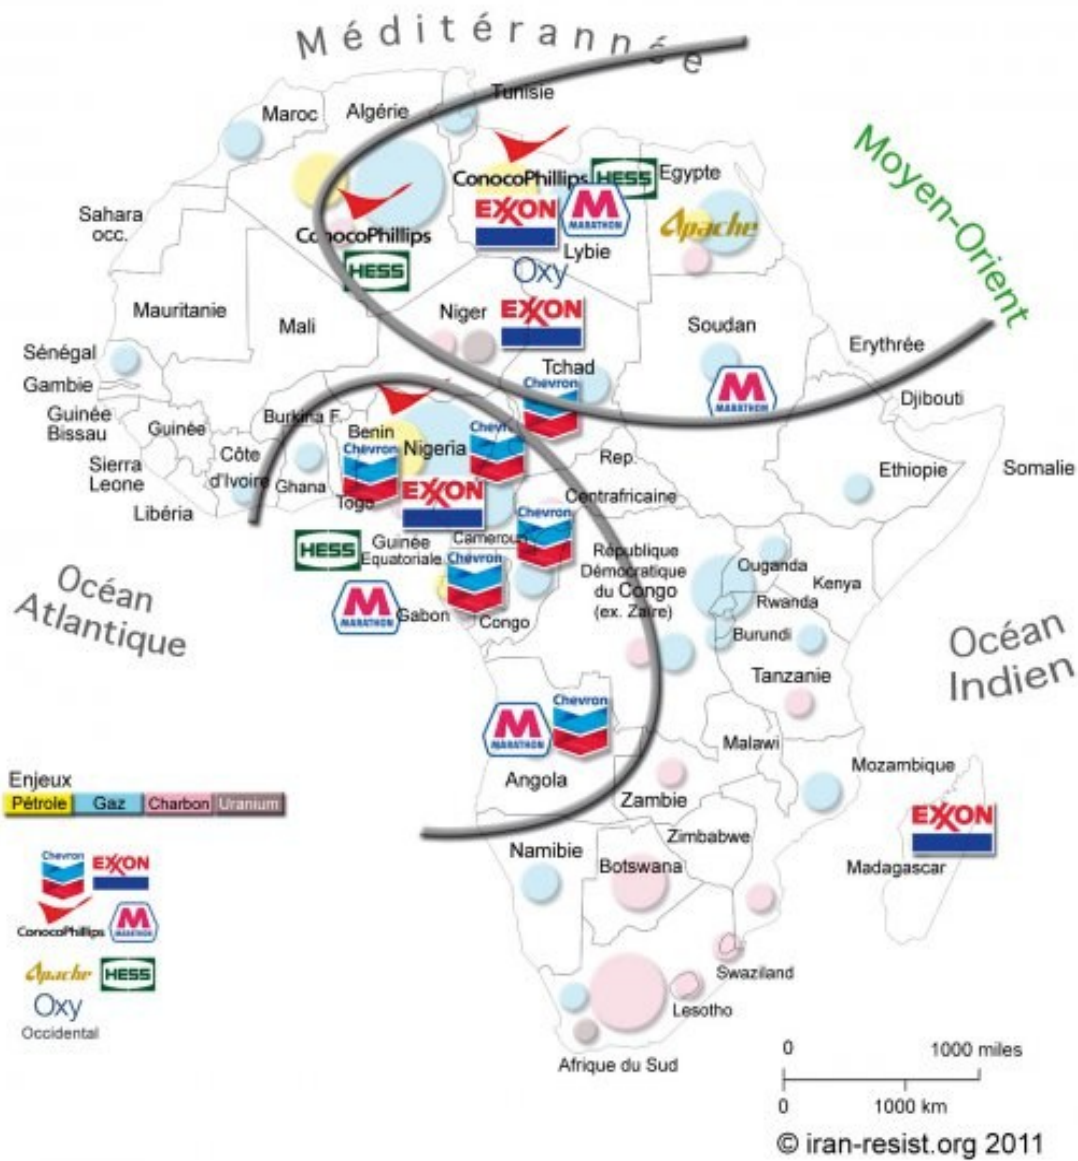 Méditérannée
Tunisie
Maroc
Algérie
Moyen-Orient
ConocoPhillips
HESS
Egypte
EXXON
MARATHON
Apache
Sahara
occ.
ConocoPhillips
HESS
Lybie
Oxy
Mauritanie
Mali
Niger
EXXON
Soudan
Erythrée
Sénégal
Tchad
Chevron
MARATHON
Gambie
Djibouti
Guinée
Bissau
Burkina F.
Guinée
Benin
Chevron
Nigeria
Chevr
Côte
d'Ivoire
Ghana
Togo
EXXON
Rep.
Centrafricaine
Ethiopie
Somalie
Sierra
Leone
Libéria
Chevron
HESS
Guinée
Equatoriale
Cameroun
Chevron
République
Démocratique
du Congo
(ex. Zaire)
Ouganda
Kenya
Rwanda
Océan
Atlantique
MARATHON
Gabon
Congo
Burundi
Océan
Indien
Tanzanie
MARATHON
Chevron
Angola
Malawi
Mozambique
Zambie
Zimbabwe
EXXON
Madagascar
Namibie
Botswana
Enjeux
Pétrole Gaz Charbon Uranium
Chevron
EXXON
ConocoPhillips
MARATHON
Apache
HESS
Oxy
Occidental
Swaziland
Lesotho
Afrique du Sud
0 1000 miles
0 1000 km
© iran-resist.org 2011